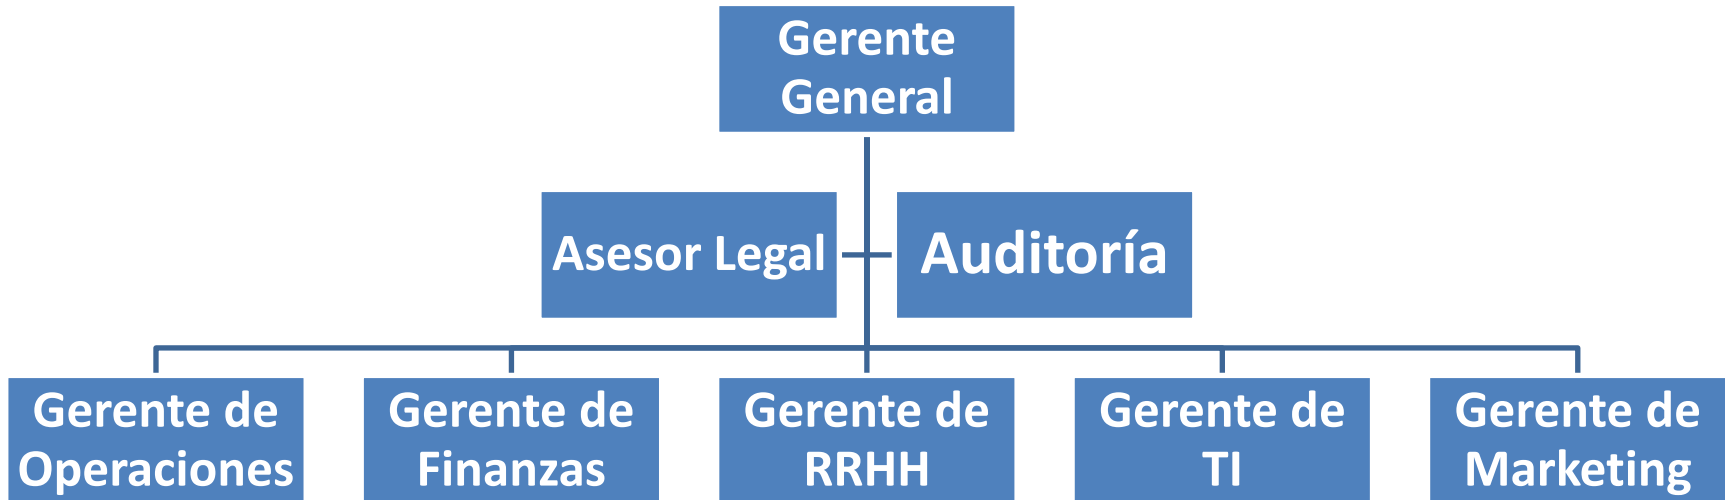 Gerente
General
Asesor Legal
Auditoría
Gerente de
Operaciones
Gerente de
Finanzas
Gerente de
RRHH
Gerente de
TI
Gerente de
Marketing